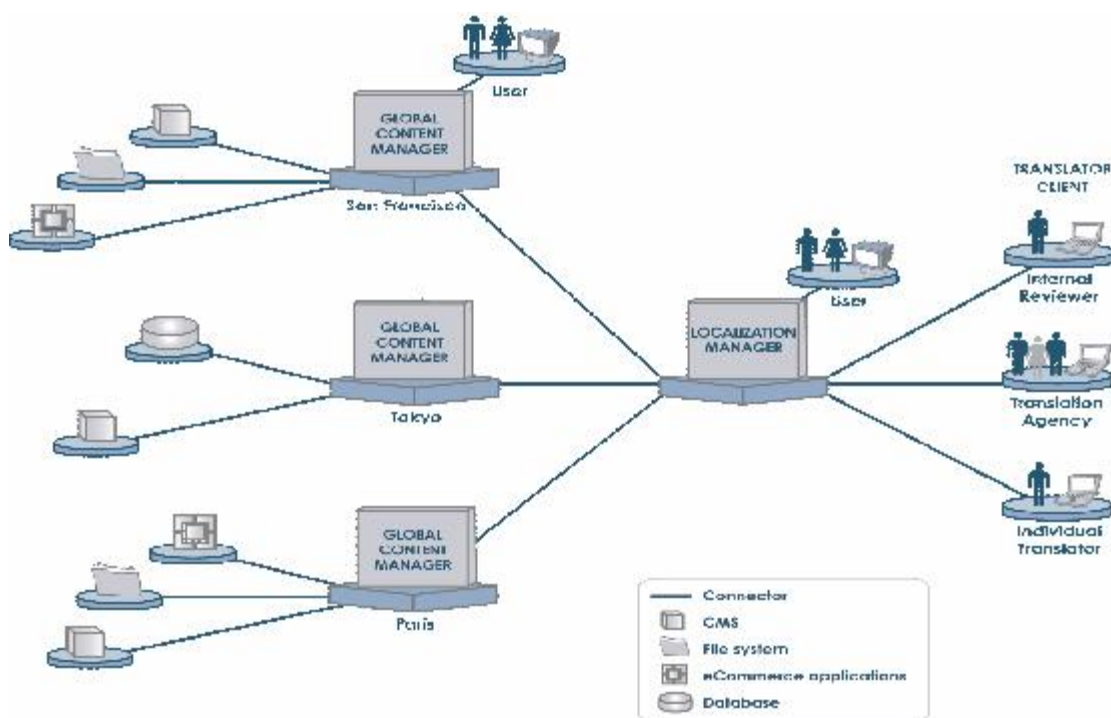 User
GLOBAL
CONTENT
MANAGER
San Francisco
TRANSLATOR
CLIENT
Internal
Reviewer
User
GLOBAL
CONTENT
MANAGER
Tokyo
LOCALIZATION
MANAGER
Translation
Agency
Individual
Translator
GLOBAL
CONTENT
MANAGER
Paris
Connector
CMS
File system
eCommerce applications
Database